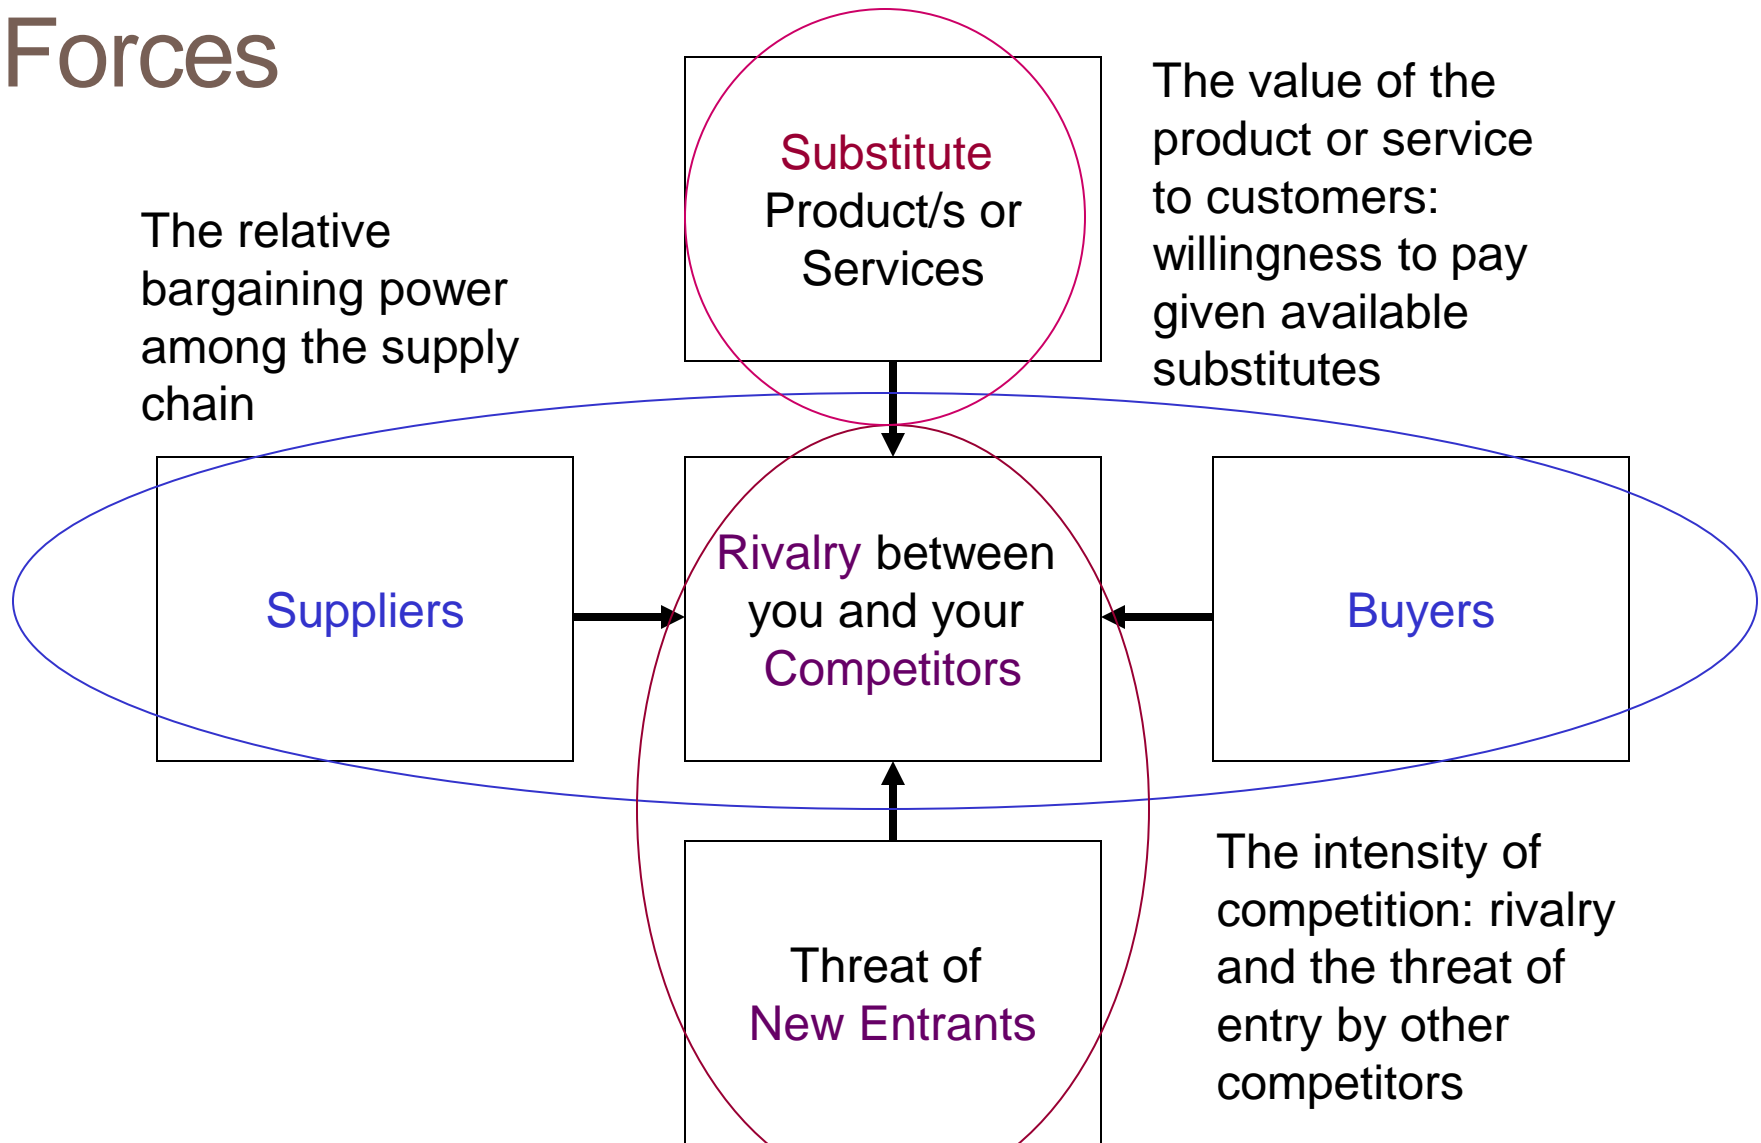 Forces
Substitute
Product/s or
Services
The value of the
product or service
to customers:
willingness to pay
given available
substitutes
The relative
bargaining power
among the supply
chain
Suppliers
Rivalry between
you and your
Competitors
Buyers
Threat of
New Entrants
The intensity of
competition: rivalry
and the threat of
entry by other
competitors